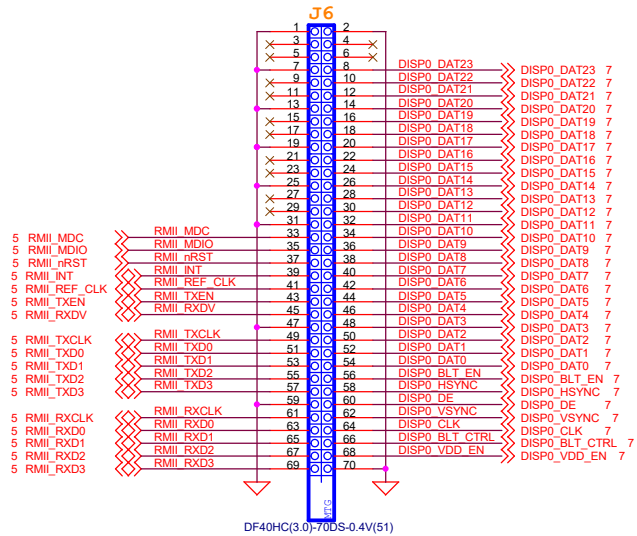 J6
1 2
3 4
5 6
7 8 DISP0_DAT23 DISP0_DAT23 7
9 10 DISP0_DAT22 DISP0_DAT22 7
11 12 DISP0_DAT21 DISP0_DAT21 7
13 14 DISP0_DAT20 DISP0_DAT20 7
15 16 DISP0_DAT19 DISP0_DAT19 7
17 18 DISP0_DAT18 DISP0_DAT18 7
19 20 DISP0_DAT17 DISP0_DAT17 7
21 22 DISP0_DAT16 DISP0_DAT16 7
23 24 DISP0_DAT15 DISP0_DAT15 7
25 26 DISP0_DAT14 DISP0_DAT14 7
27 28 DISP0_DAT13 DISP0_DAT13 7
29 30 DISP0_DAT12 DISP0_DAT12 7
31 32 DISP0_DAT11 DISP0_DAT11 7
5 RMII_MDC RMII_MDC 33 34 DISP0_DAT10 DISP0_DAT10 7
5 RMII_MDIO RMII_MDIO 35 36 DISP0_DAT9 DISP0_DAT9 7
5 RMII_nRST RMII_nRST 37 38 DISP0_DAT8 DISP0_DAT8 7
5 RMII_INT RMII_INT 39 40 DISP0_DAT7 DISP0_DAT7 7
5 RMII_REF_CLK RMII_REF_CLK 41 42 DISP0_DAT6 DISP0_DAT6 7
5 RMII_TXEN RMII_TXEN 43 44 DISP0_DAT5 DISP0_DAT5 7
5 RMII_RXDV RMII_RXDV 45 46 DISP0_DAT4 DISP0_DAT4 7
47 48 DISP0_DAT3 DISP0_DAT3 7
5 RMII_TXCLK RMII_TXCLK 49 50 DISP0_DAT2 DISP0_DAT2 7
5 RMII_TXD0 RMII_TXD0 51 52 DISP0_DAT1 DISP0_DAT1 7
5 RMII_TXD1 RMII_TXD1 53 54 DISP0_DAT0 DISP0_DAT0 7
5 RMII_TXD2 RMII_TXD2 55 56 DISP0_BLT_EN DISP0_BLT_EN 7
5 RMII_TXD3 RMII_TXD3 57 58 DISP0_HSYNC DISP0_HSYNC 7
59 60 DISP0_DE DISP0_DE 7
5 RMII_RXCLK RMII_RXCLK 61 62 DISP0_VSYNC DISP0_VSYNC 7
5 RMII_RXD0 RMII_RXD0 63 64 DISP0_CLK DISP0_CLK 7
5 RMII_RXD1 RMII_RXD1 65 66 DISP0_BLT_CTRL DISP0_BLT_CTRL 7
5 RMII_RXD2 RMII_RXD2 67 68 DISP0_VDD_EN DISP0_VDD_EN 7
5 RMII_RXD3 RMII_RXD3 69 70
MTG
DF40HC(3.0)-70DS-0.4V(51)